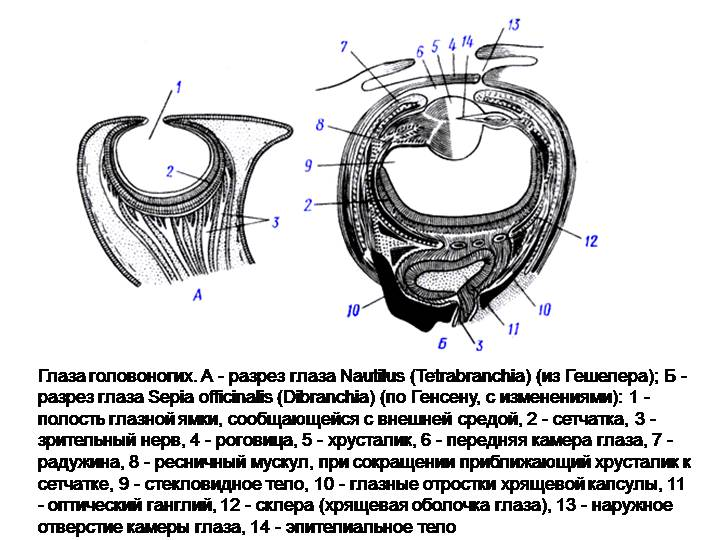 13
7
6 5 4 14
1
8
9
2
2
3
12
А
10
10
11
3
Б
Глаза головоногих. А - разрез глаза Nautilus (Tetrabranchia) (из Гешелера); Б -
разрез глаза Sepia officinalis (Dibranchia) (по Генсену, с изменениями): 1 -
полость глазной ямки, сообщающейся с внешней средой, 2 - сетчатка, 3 -
зрительный нерв, 4 - роговица, 5 - хрусталик, 6 - передняя камера глаза, 7 -
радужина, 8 - ресничный мускул, при сокращении приближающий хрусталик к
сетчатке, 9 - стекловидное тело, 10 - глазные отростки хрящевой капсулы, 11
- оптический ганглий, 12 - склера (хрящевая оболочка глаза), 13 - наружное
отверстие камеры глаза, 14 - эпителиальное тело